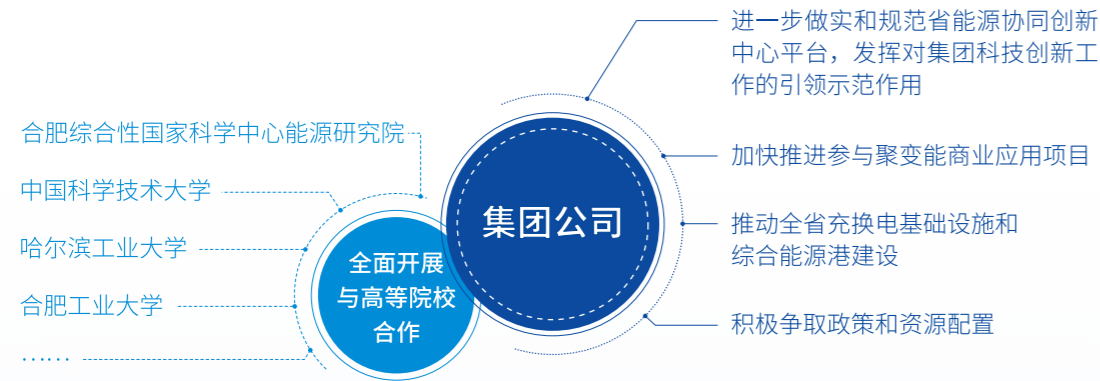 进一步做实和规范省能源协同创新
中心平台，发挥对集团科技创新工
作的引领示范作用
合肥综合性国家科学中心能源研究院
加快推进参与聚变能商业应用项目
中国科学技术大学
集团公司
推动全省充换电基础设施和
综合能源港建设
哈尔滨工业大学
全面开展
与高等院校
合作
合肥工业大学
积极争取政策和资源配置
……